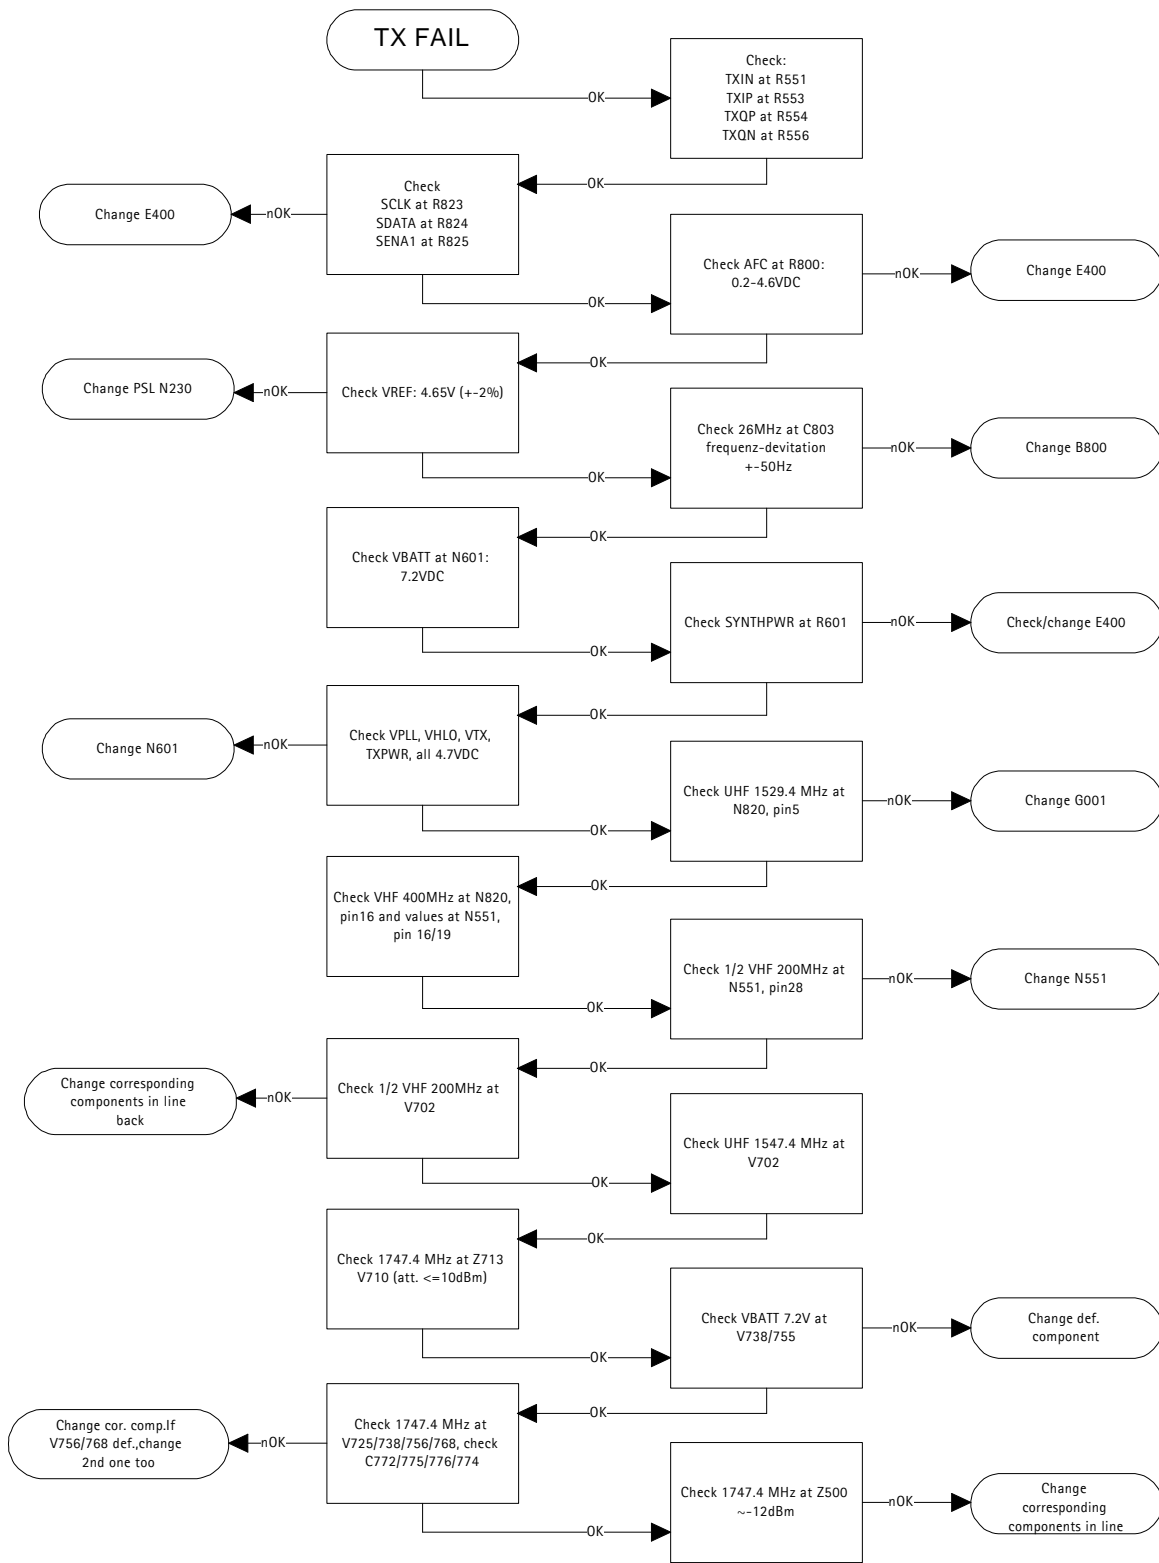 TX FAIL
OK
Check:
TXIN at R551
TXIP at R553
TXQP at R554
TXQN at R556
OK
Check
SCLK at R823
SDATA at R824
SENA1 at R825
nOK
Change E400
OK
Check AFC at R800:
0.2-4.6VDC
nOK
Change E400
OK
Check VREF: 4.65V (+-2%)
nOK
Change PSL N230
OK
Check 26MHz at C803
frequenz-devitation
+-50Hz
nOK
Change B800
OK
Check VBATT at N601:
7.2VDC
OK
Check SYNTHPWR at R601
nOK
Check/change E400
OK
Check VPLL, VHLO, VTX,
TXPWR, all 4.7VDC
nOK
Change N601
OK
Check UHF 1529.4 MHz at
N820, pin5
nOK
Change G001
OK
Check VHF 400MHz at N820,
pin16 and values at N551,
pin 16/19
OK
Check 1/2 VHF 200MHz at
N551, pin28
nOK
Change N551
OK
Check 1/2 VHF 200MHz at
V702
nOK
Change corresponding
components in line
back
OK
Check UHF 1547.4 MHz at
V702
OK
Check 1747.4 MHz at Z713
V710 (att. <=10dBm)
OK
Check VBATT 7.2V at
V738/755
nOK
Change def.
component
OK
Check 1747.4 MHz at
V725/738/756/768, check
C772/775/776/774
nOK
Change cor. comp.If
V756/768 def.,change
2nd one too
OK
Check 1747.4 MHz at Z500
~-12dBm
nOK
Change
corresponding
components in line